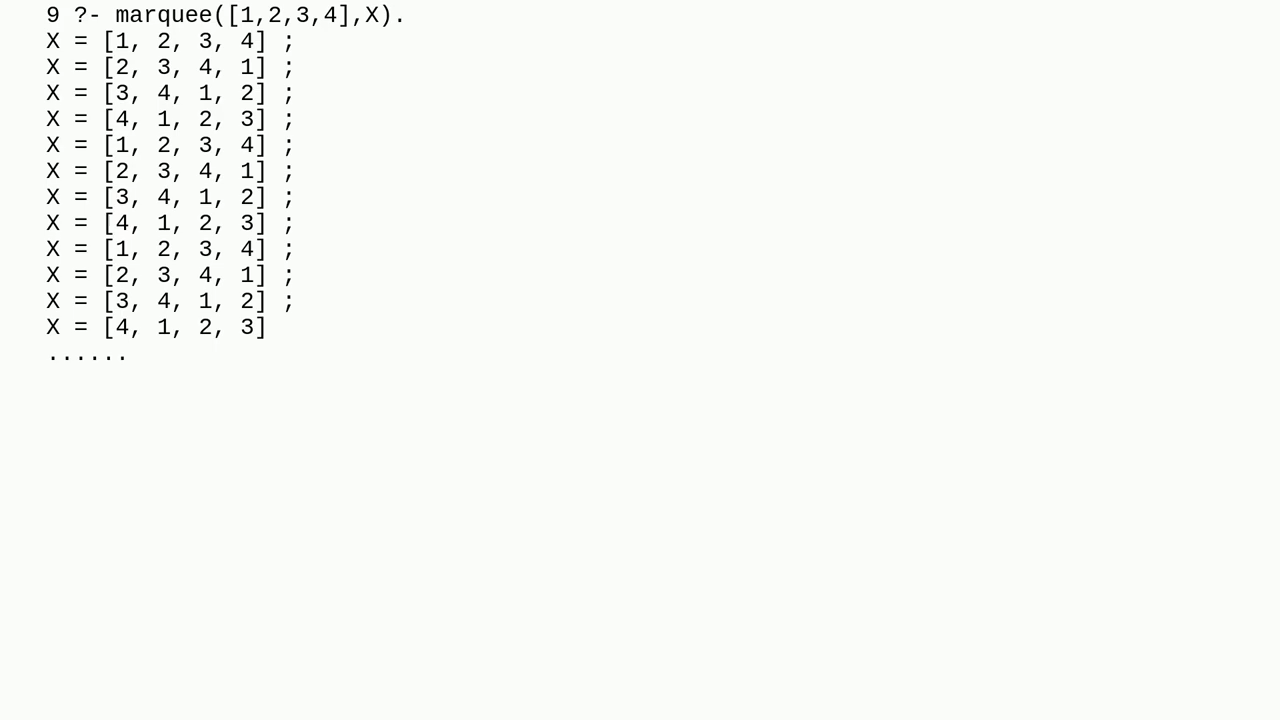 9 ?- marquee([1,2,3,4],X).
X = [1, 2, 3, 4] ;
X = [2, 3, 4, 1] ;
X = [3, 4, 1, 2] ;
X = [4, 1, 2, 3] ;
X = [1, 2, 3, 4] ;
X = [2, 3, 4, 1] ;
X = [3, 4, 1, 2] ;
X = [4, 1, 2, 3] ;
X = [1, 2, 3, 4] ;
X = [2, 3, 4, 1] ;
X = [3, 4, 1, 2] ;
X = [4, 1, 2, 3]
......